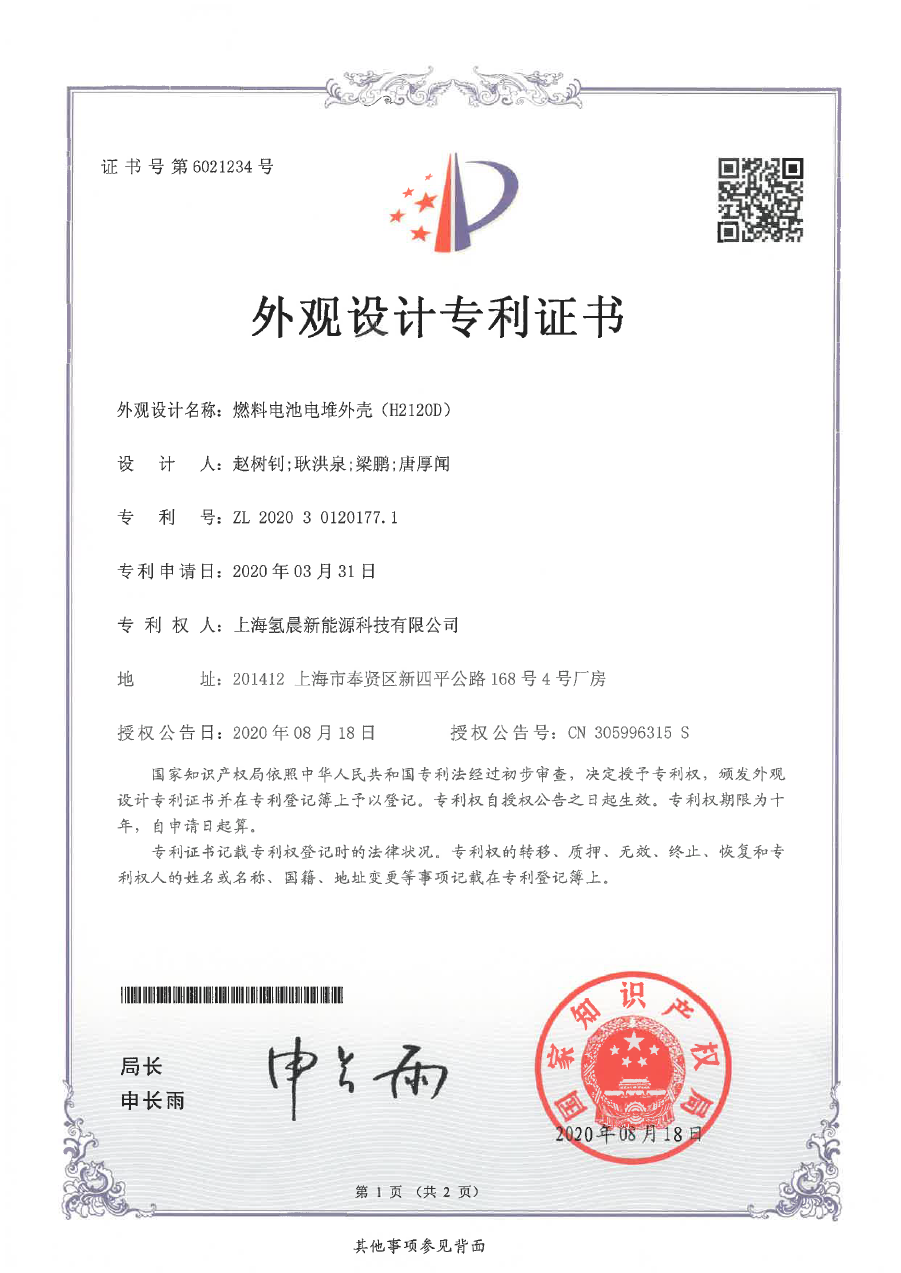 证书号第6021234号
外观设计专利证书
外观设计名称：燃料电池电堆外壳（H2120D）
设计人：赵树钊;耿洪泉;梁鹏;唐厚闻
专利号：ZL 2020 3 0120177.1
专利申请日：2020年03月31日
专利权人：上海氢晨新能源科技有限公司
地址：201412 上海市奉贤区新四平公路168号4号厂房
授权公告日：2020年08月18日 授权公告号：CN 305996315 S
国家知识产权局依照中华人民共和国专利法经过初步审查，决定授予专利权，颁发外观
设计专利证书并在专利登记簿上予以登记。专利权自授权公告之日起生效。专利权期限为十
年，自申请日起算。
专利证书记载专利权登记时的法律状况。专利权的转移、质押、无效、终止、恢复和专
利权人的姓名或名称、国籍、地址变更等事项记载在专利登记簿上。
局长
申长雨
申长雨
国家知识产权局
2020年08月18日
第 1 页 （共 2 页）
其他事项参见背面